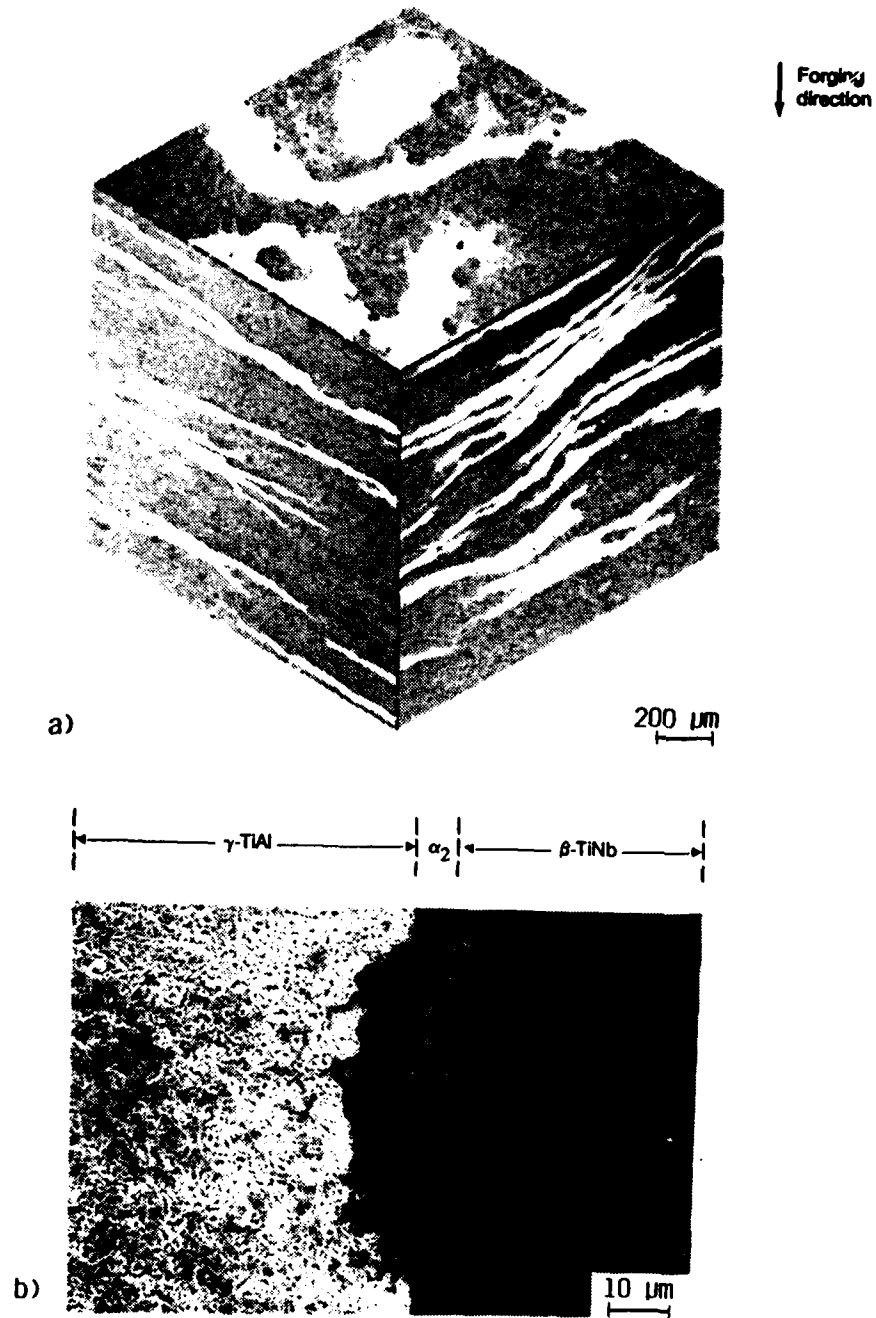 Forging
direction
a)
200 μm
γ-TiAl
α₂
β-TiNb
b)
10 μm